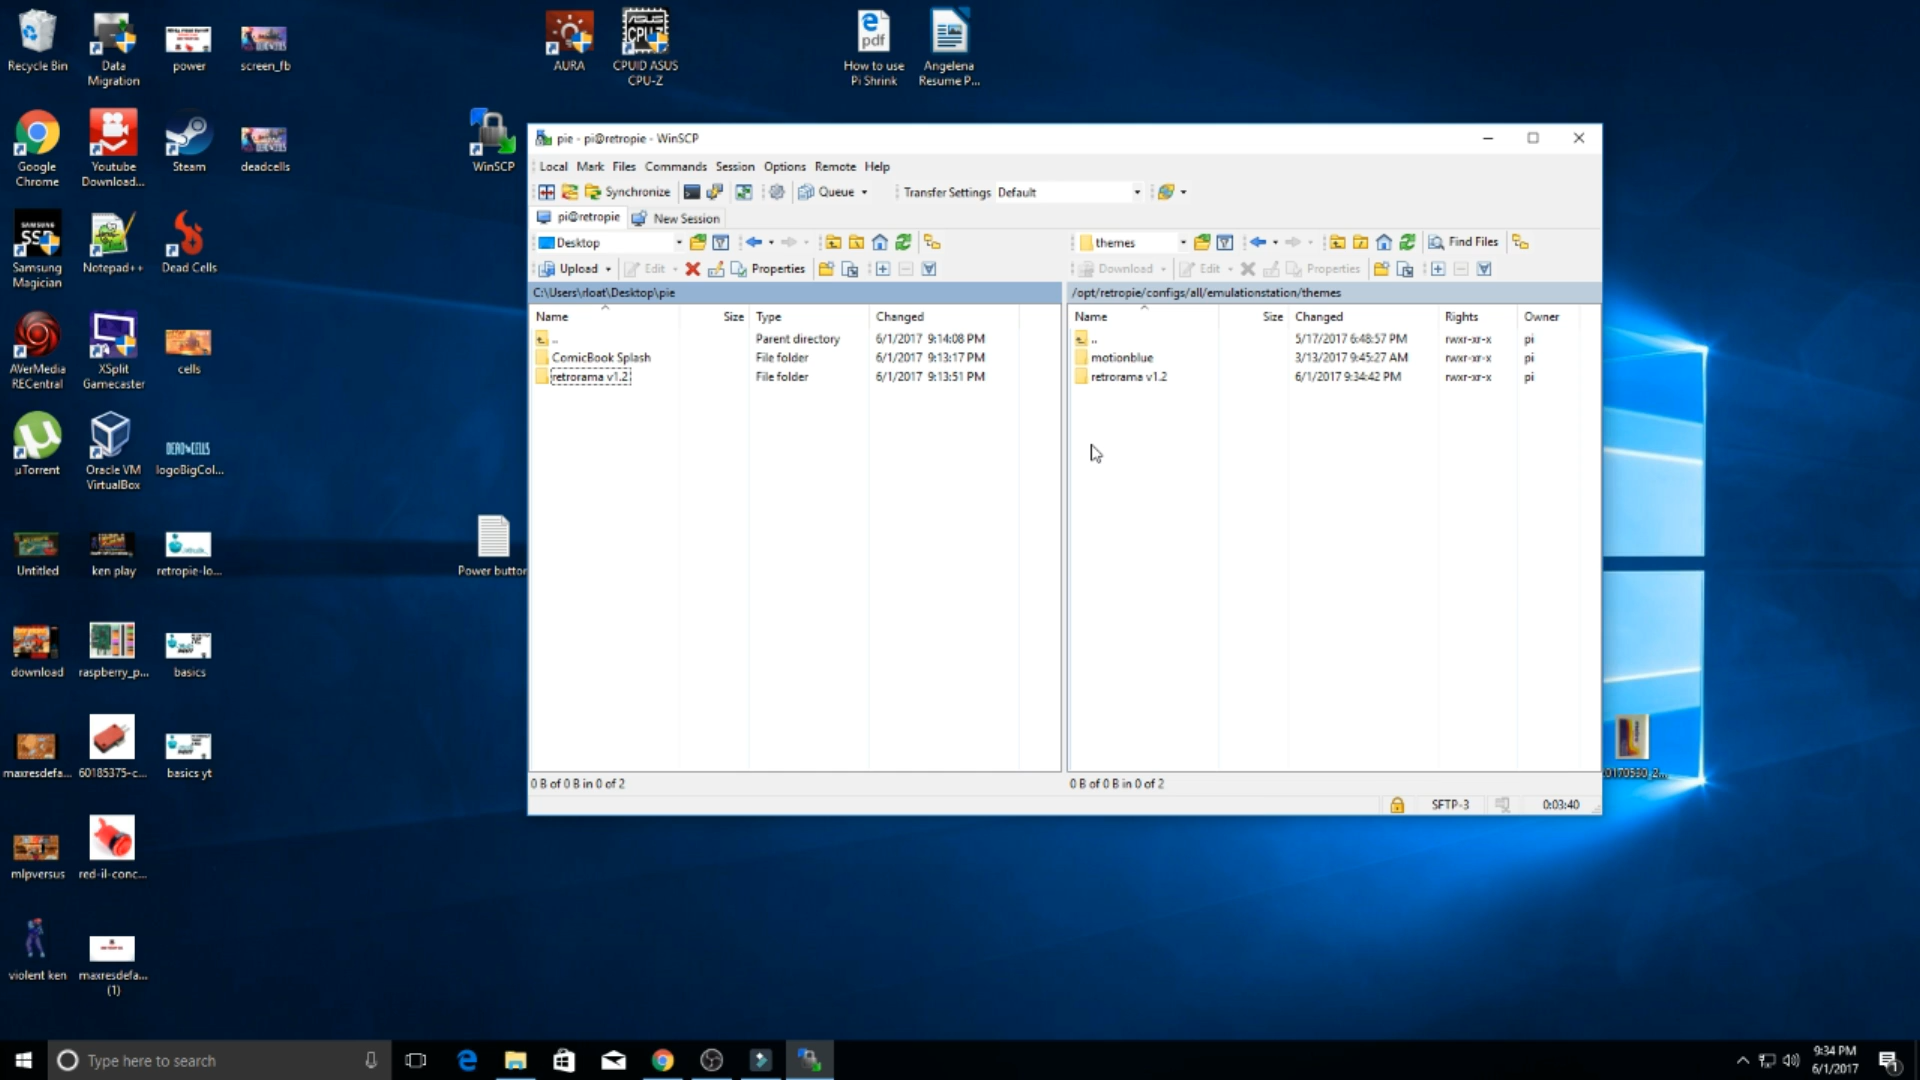 Recycle Bin
Data Migration
power
screen_fb
AURA
CPUID ASUS CPU-Z
How to use Pi Shrink
Angelena Resume P...
Google Chrome
Youtube Download...
Steam
deadcells
WinSCP
Samsung Magician
Notepad++
Dead Cells
AVerMedia RECentral
XSplit Gamecaster
cells
µTorrent
Oracle VM VirtualBox
logoBigCol...
Untitled
ken play
retropie-lo...
Power button
download
raspberry_p...
basics
maxresdefa...
60185375-c...
basics yt
mlpversus
red-il-conc...
violent ken
maxresdefa... (1)
pie - pi@retropie - WinSCP
Local Mark Files Commands Session Options Remote Help
Synchronize Queue Transfer Settings Default
pi@retropie New Session
Desktop themes Find Files
Upload Edit Properties Download Edit Properties
C:\Users\rloat\Desktop\pie /opt/retropie/configs/all/emulationstation/themes
Name Size Type Changed Name Size Changed Rights Owner
.. Parent directory 6/1/2017 9:14:08 PM .. 5/17/2017 6:48:57 PM rwxr-xr-x pi
ComicBook Splash File folder 6/1/2017 9:13:17 PM motionblue 3/13/2017 9:45:27 AM rwxr-xr-x pi
retrorama v1.2 File folder 6/1/2017 9:13:51 PM retrorama v1.2 6/1/2017 9:34:42 PM rwxr-xr-x pi
0 B of 0 B in 0 of 2 0 B of 0 B in 0 of 2
SFTP-3 0:03:40
Type here to search
9:34 PM
6/1/2017